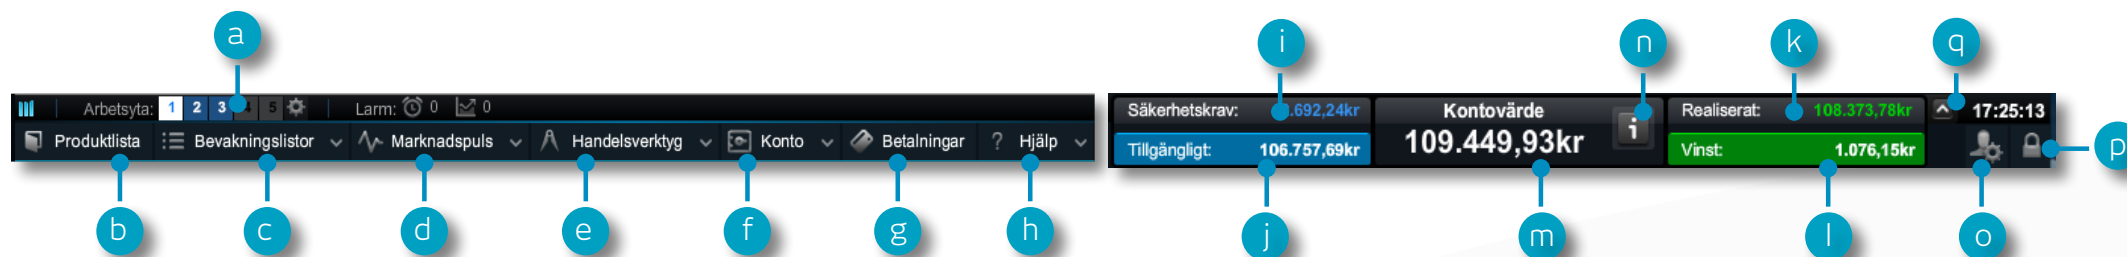 a
Arbetsyta: 1 2 3 4 5 Larm: 0 0
Produktlista Bevakningslistor Marknadspuls Handelsverktyg Konto Betalningar ? Hjälp
b c d e f g h
i n k q
Säkerhetskrav: .692,24kr Kontovärde i Realiserat: 108.373,78kr 17:25:13
Tillgängligt: 106.757,69kr 109.449,93kr Vinst: 1.076,15kr
p
j m l o